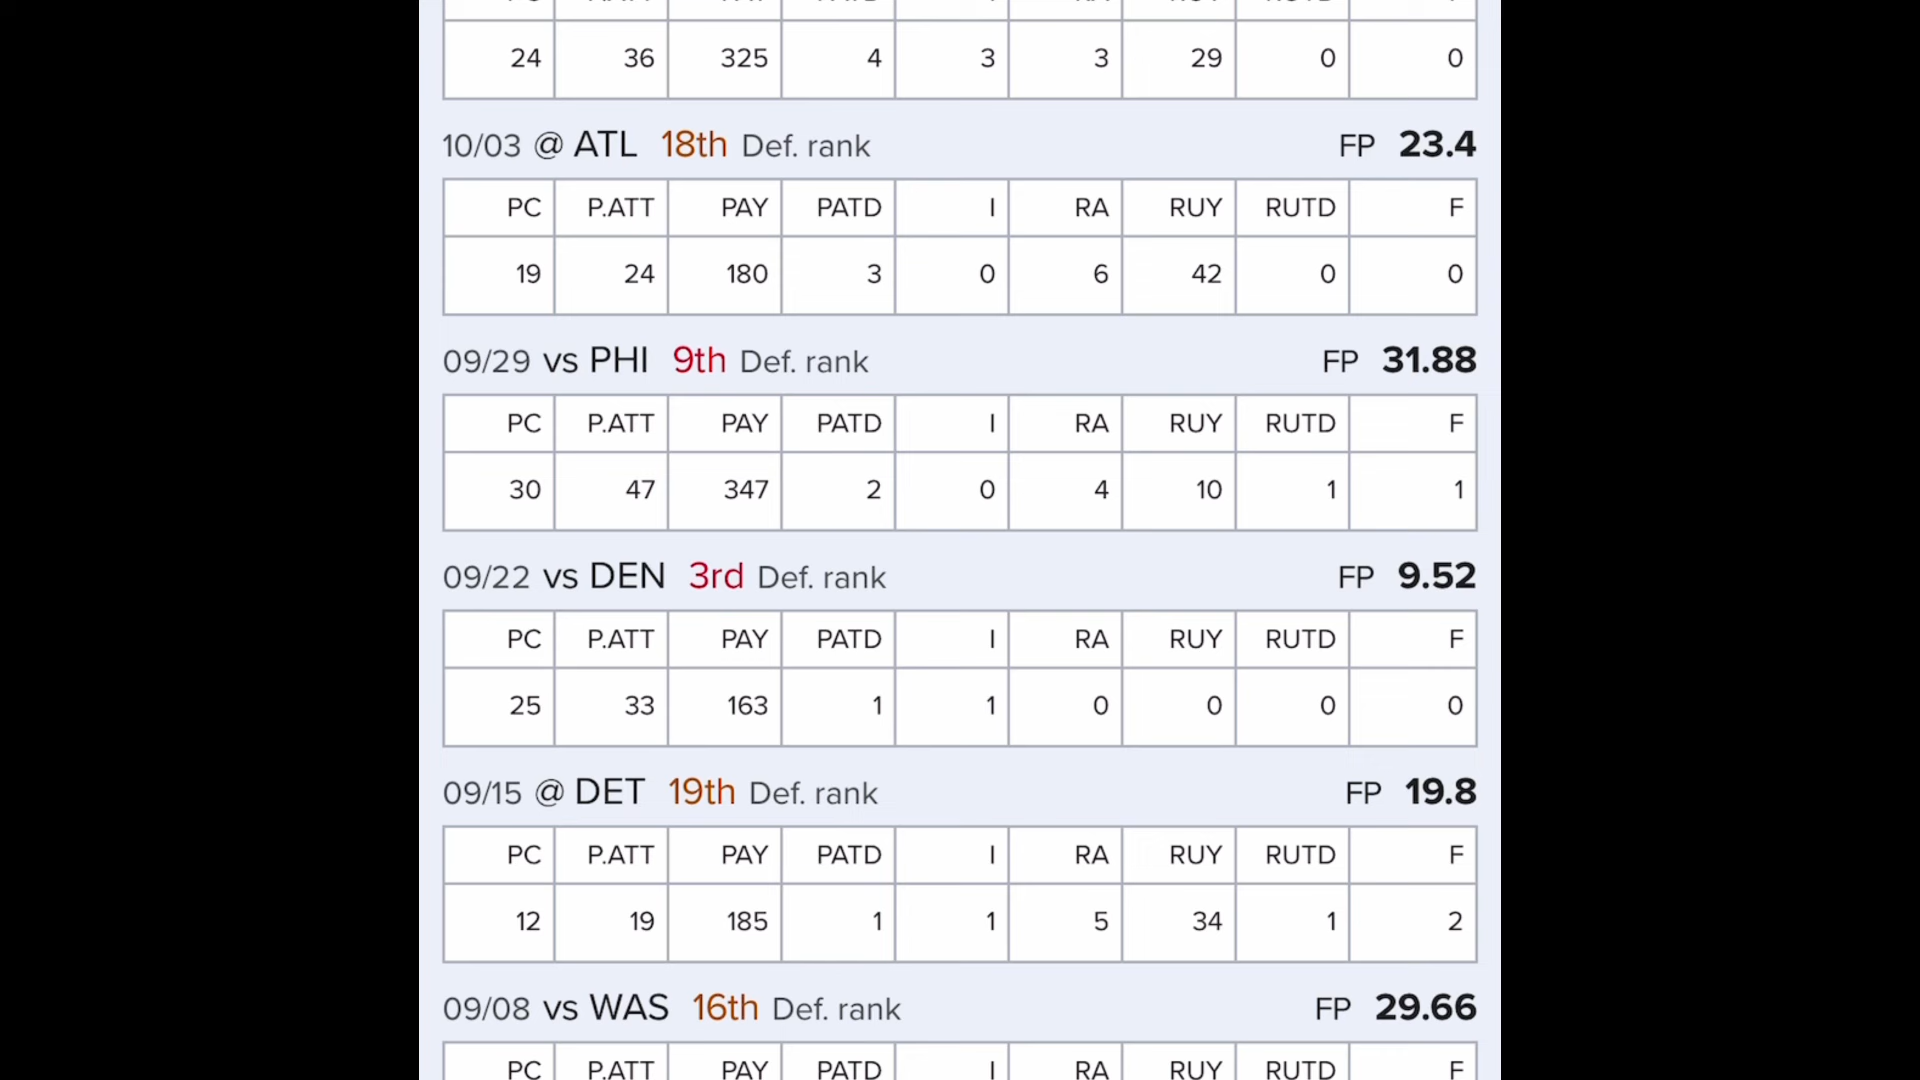 24 36 325 4 3 3 29 0 0
10/03 @ ATL 18th Def. rank FP 23.4
PC P.ATT PAY PATD I RA RUY RUTD F
19 24 180 3 0 6 42 0 0
09/29 vs PHI 9th Def. rank FP 31.88
PC P.ATT PAY PATD I RA RUY RUTD F
30 47 347 2 0 4 10 1 1
09/22 vs DEN 3rd Def. rank FP 9.52
PC P.ATT PAY PATD I RA RUY RUTD F
25 33 163 1 1 0 0 0 0
09/15 @ DET 19th Def. rank FP 19.8
PC P.ATT PAY PATD I RA RUY RUTD F
12 19 185 1 1 5 34 1 2
09/08 vs WAS 16th Def. rank FP 29.66
PC P.ATT PAY PATD I RA RUY RUTD F